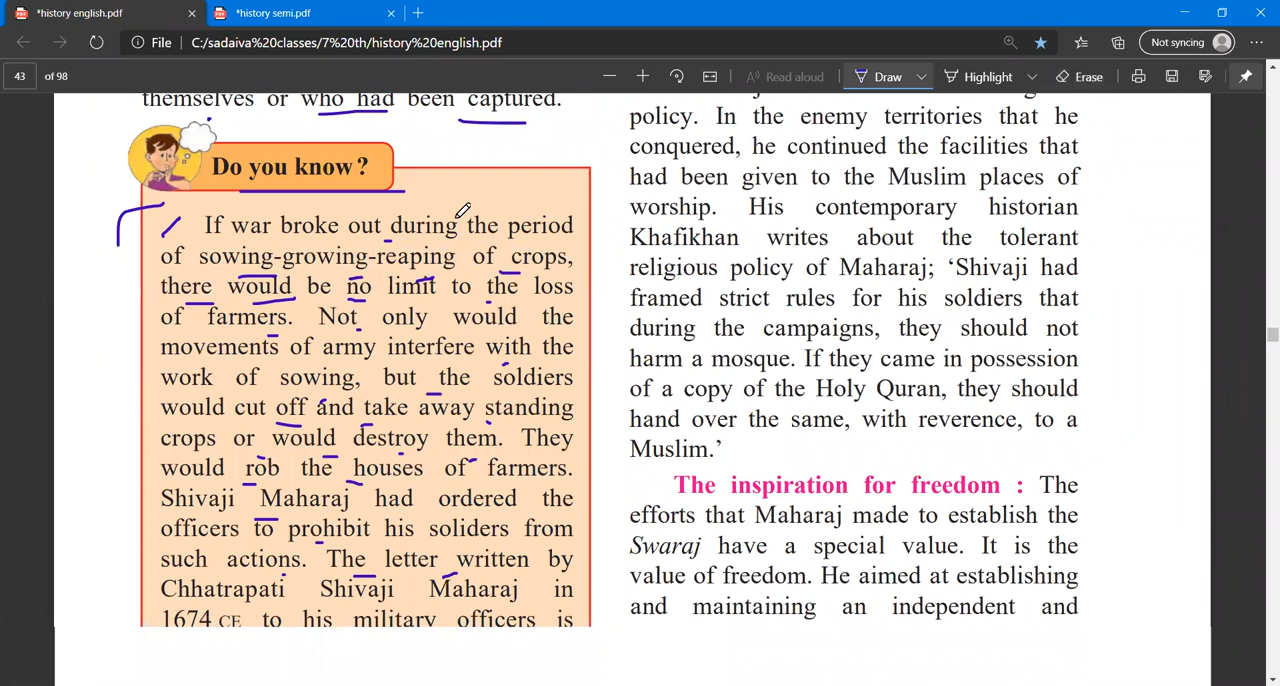 *history english.pdf
*history semi.pdf
File C:/sadaiva%20classes/7%20th/history%20english.pdf
Not syncing
43 of 98
Read aloud
Draw
Highlight
Erase
themselves or who had been captured.
Do you know?
If war broke out during the period
of sowing-growing-reaping of crops,
there would be no limit to the loss
of farmers. Not only would the
movements of army interfere with the
work of sowing, but the soldiers
would cut off and take away standing
crops or would destroy them. They
would rob the houses of farmers.
Shivaji Maharaj had ordered the
officers to prohibit his soliders from
such actions. The letter written by
Chhatrapati Shivaji Maharaj in
1674 CE to his military officers is
policy. In the enemy territories that he
conquered, he continued the facilities that
had been given to the Muslim places of
worship. His contemporary historian
Khafikhan writes about the tolerant
religious policy of Maharaj; ‘Shivaji had
framed strict rules for his soldiers that
during the campaigns, they should not
harm a mosque. If they came in possession
of a copy of the Holy Quran, they should
hand over the same, with reverence, to a
Muslim.’
The inspiration for freedom : The
efforts that Maharaj made to establish the
Swaraj have a special value. It is the
value of freedom. He aimed at establishing
and maintaining an independent and